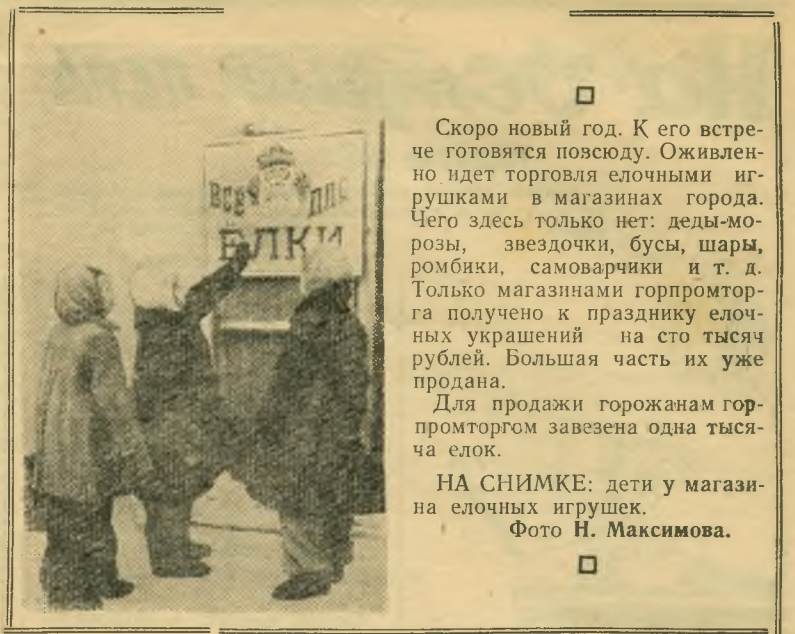 ВСЕ ДЛЯ
ЕЛКИ
Скоро новый год. К его встре-
че готовятся повсюду. Оживлен-
но идет торговля елочными иг-
рушками в магазинах города.
Чего здесь только нет: деды-мо-
розы, звездочки, бусы, шары,
ромбики, самоварчики и т. д.
Только магазинами горпромтор-
га получено к празднику елоч-
ных украшений на сто тысяч
рублей. Большая часть их уже
продана.
Для продажи горожанам гор-
промторгом завезена одна тыся-
ча елок.
НА СНИМКЕ: дети у магази-
на елочных игрушек.
Фото Н. Максимова.